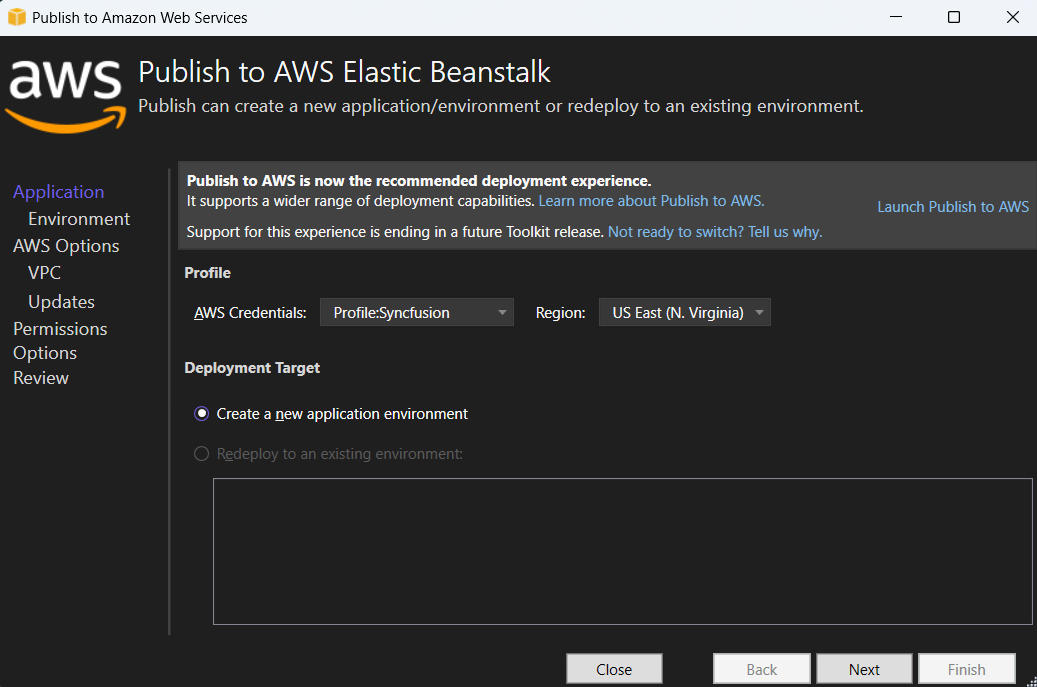 Publish to Amazon Web Services
aws
Publish to AWS Elastic Beanstalk
Publish can create a new application/environment or redeploy to an existing environment.
Application
Environment
AWS Options
VPC
Updates
Permissions
Options
Review
Publish to AWS is now the recommended deployment experience.
It supports a wider range of deployment capabilities. Learn more about Publish to AWS.
Launch Publish to AWS
Support for this experience is ending in a future Toolkit release. Not ready to switch? Tell us why.
Profile
AWS Credentials: Profile:Syncfusion Region: US East (N. Virginia)
Deployment Target
Create a new application environment
Redeploy to an existing environment:
Close Back Next Finish